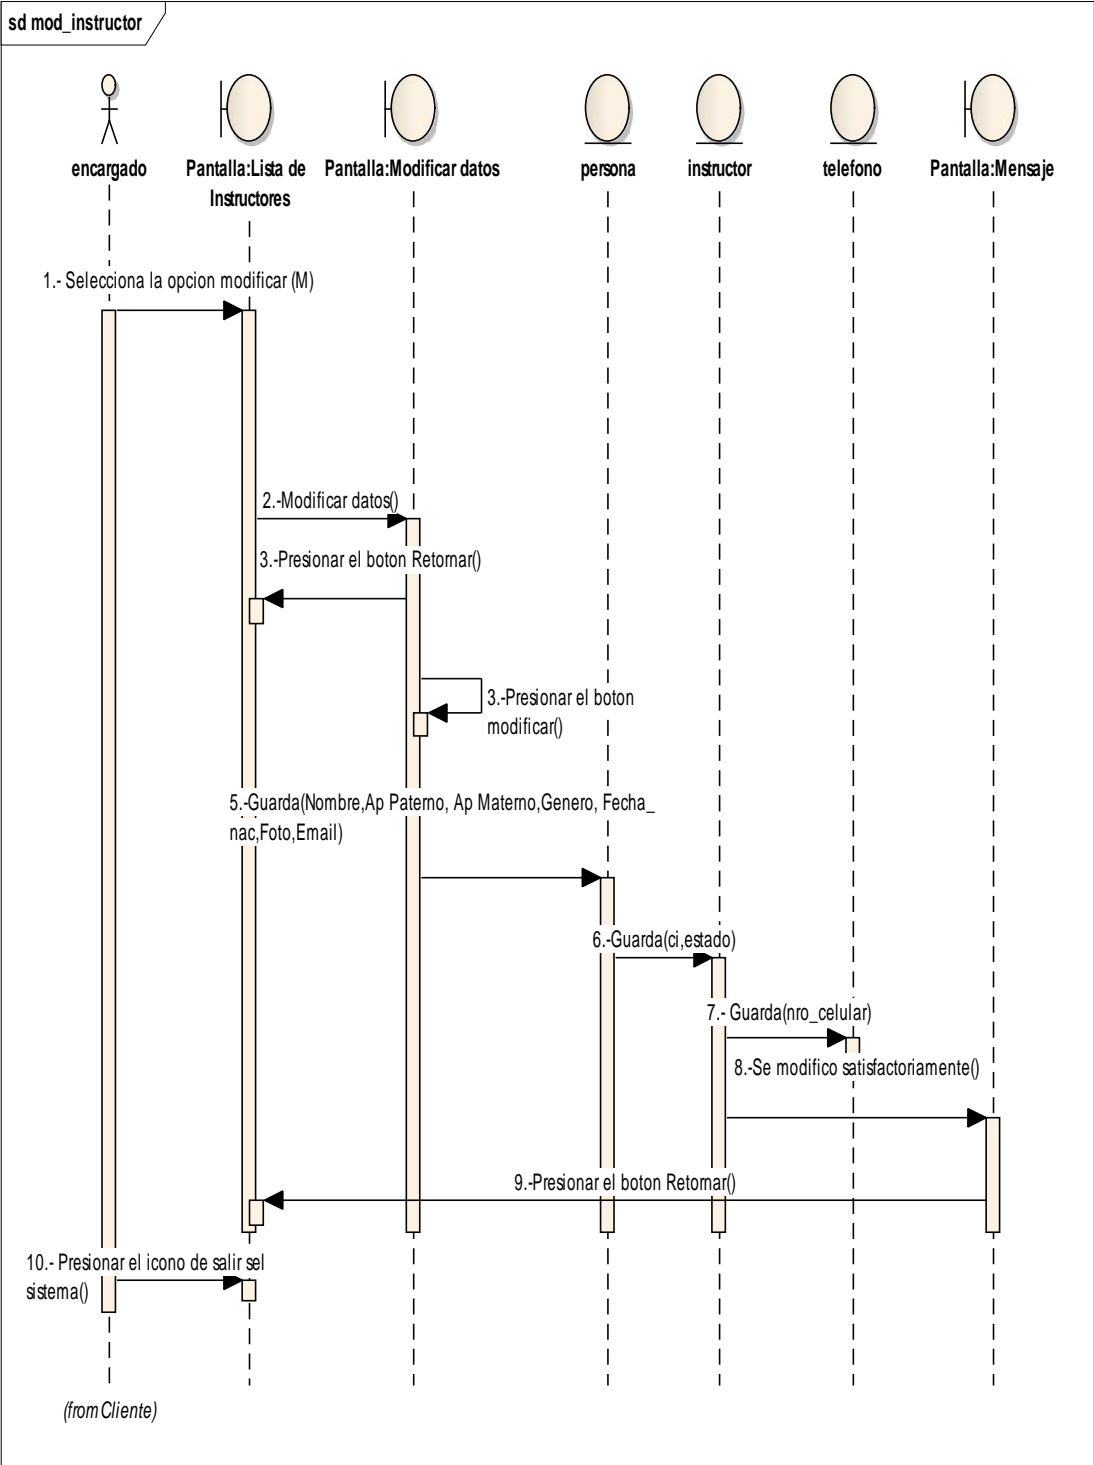 sd mod_instructor
encargado
Pantalla:Lista de
Instructores
Pantalla:Modificar datos
persona
instructor
telefono
Pantalla:Mensaje
1.- Selecciona la opcion modificar (M)
2.-Modificar datos()
3.-Presionar el boton Retornar()
3.-Presionar el boton
modificar()
5.-Guarda(Nombre,Ap Paterno, Ap Materno,Genero, Fecha_
nac,Foto,Email)
6.-Guarda(ci,estado)
7.- Guarda(nro_celular)
8.-Se modifico satisfactoriamente()
9.-Presionar el boton Retornar()
10.- Presionar el icono de salir sel
sistema()
(from Cliente)